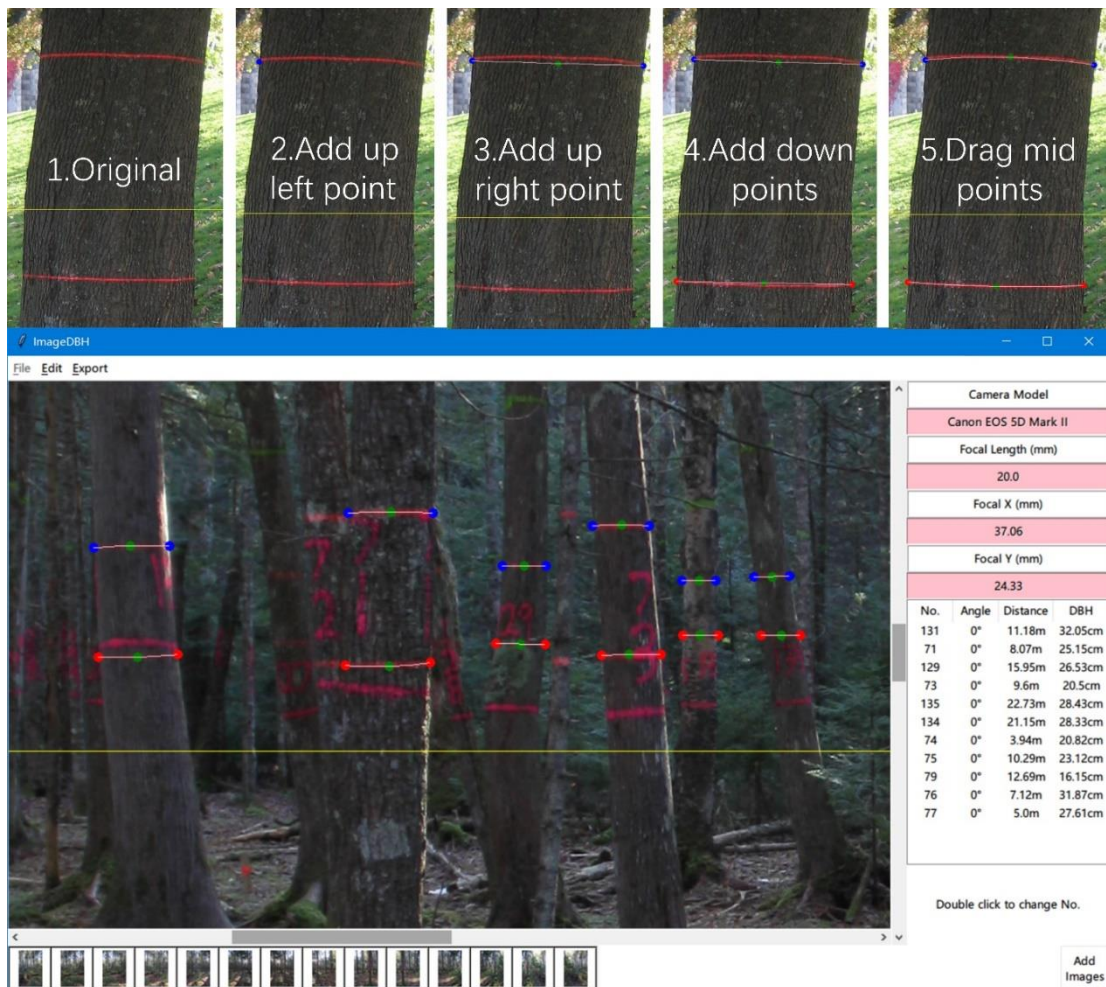 1.Original
2.Add up
left point
3.Add up
right point
4.Add down
points
5.Drag mid
points
ImageDBH
File Edit Export
Camera Model
Canon EOS 5D Mark II
Focal Length (mm)
20.0
Focal X (mm)
37.06
Focal Y (mm)
24.33
No. Angle Distance DBH
131 0° 11.18m 32.05cm
71 0° 8.07m 25.15cm
129 0° 15.95m 26.53cm
73 0° 9.6m 20.5cm
135 0° 22.73m 28.43cm
134 0° 21.15m 28.33cm
74 0° 3.94m 20.82cm
75 0° 10.29m 23.12cm
79 0° 12.69m 16.15cm
76 0° 7.12m 31.87cm
77 0° 5.0m 27.61cm
Double click to change No.
Add
Images
7
2
71
29
7
3